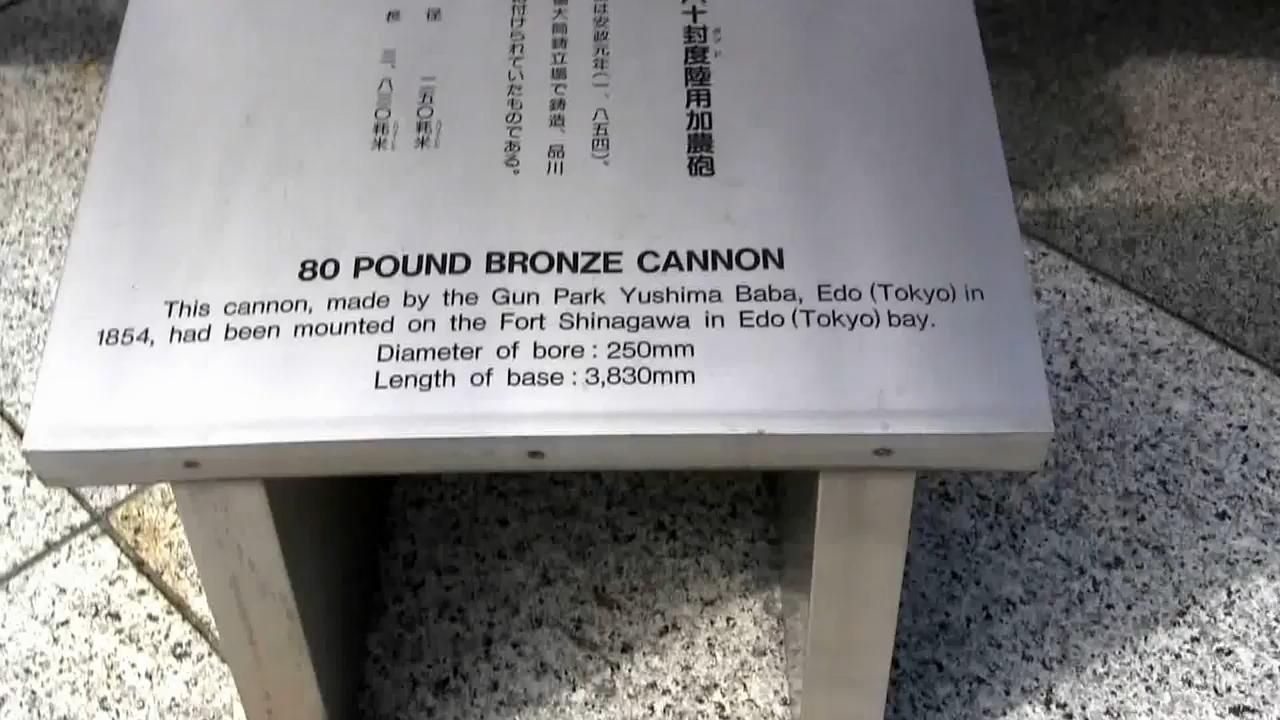 十封度陸用加農砲
は安政元年(一、八五四)。
大筒鋳立場で鋳造、品川
付けられていたものである。
径 二五〇粍米
長 三、八三〇粍米
80 POUND BRONZE CANNON
This cannon, made by the Gun Park Yushima Baba, Edo (Tokyo) in
1854, had been mounted on the Fort Shinagawa in Edo (Tokyo) bay.
Diameter of bore : 250mm
Length of base : 3,830mm